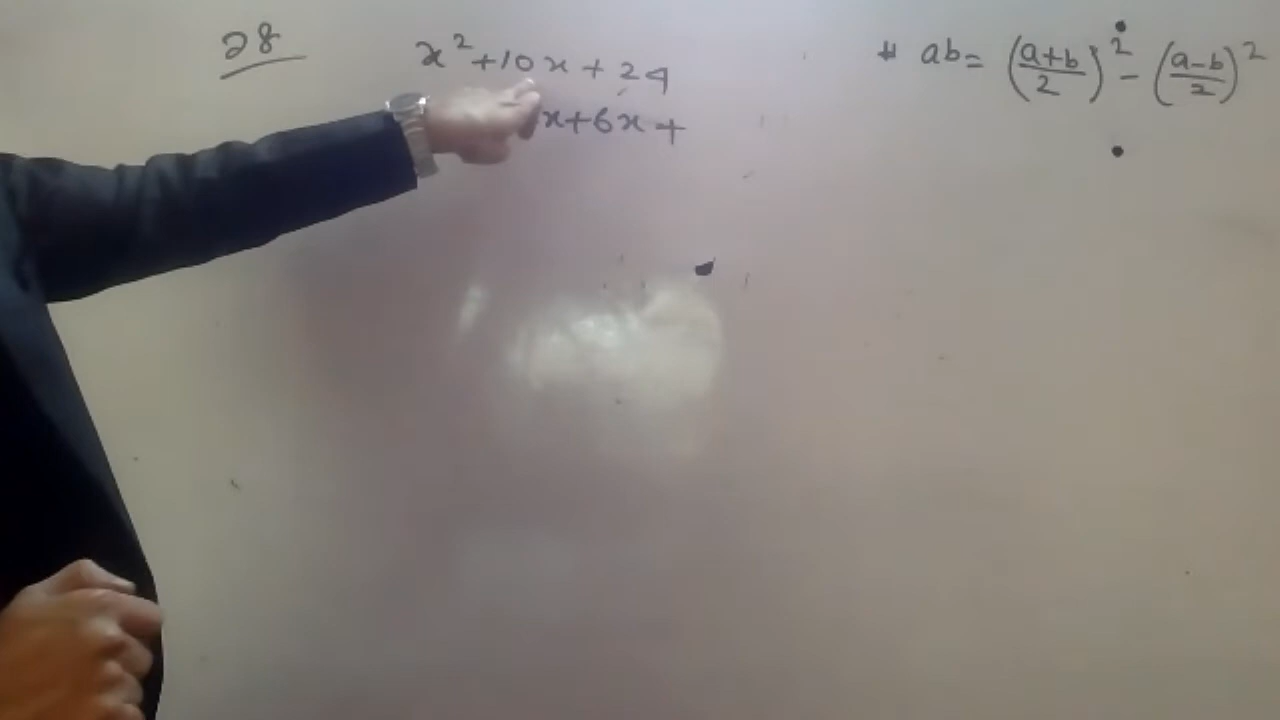 28
x² + 10x + 24
x + 6x +
* ab = (a+b/2)² - (a-b/2)²